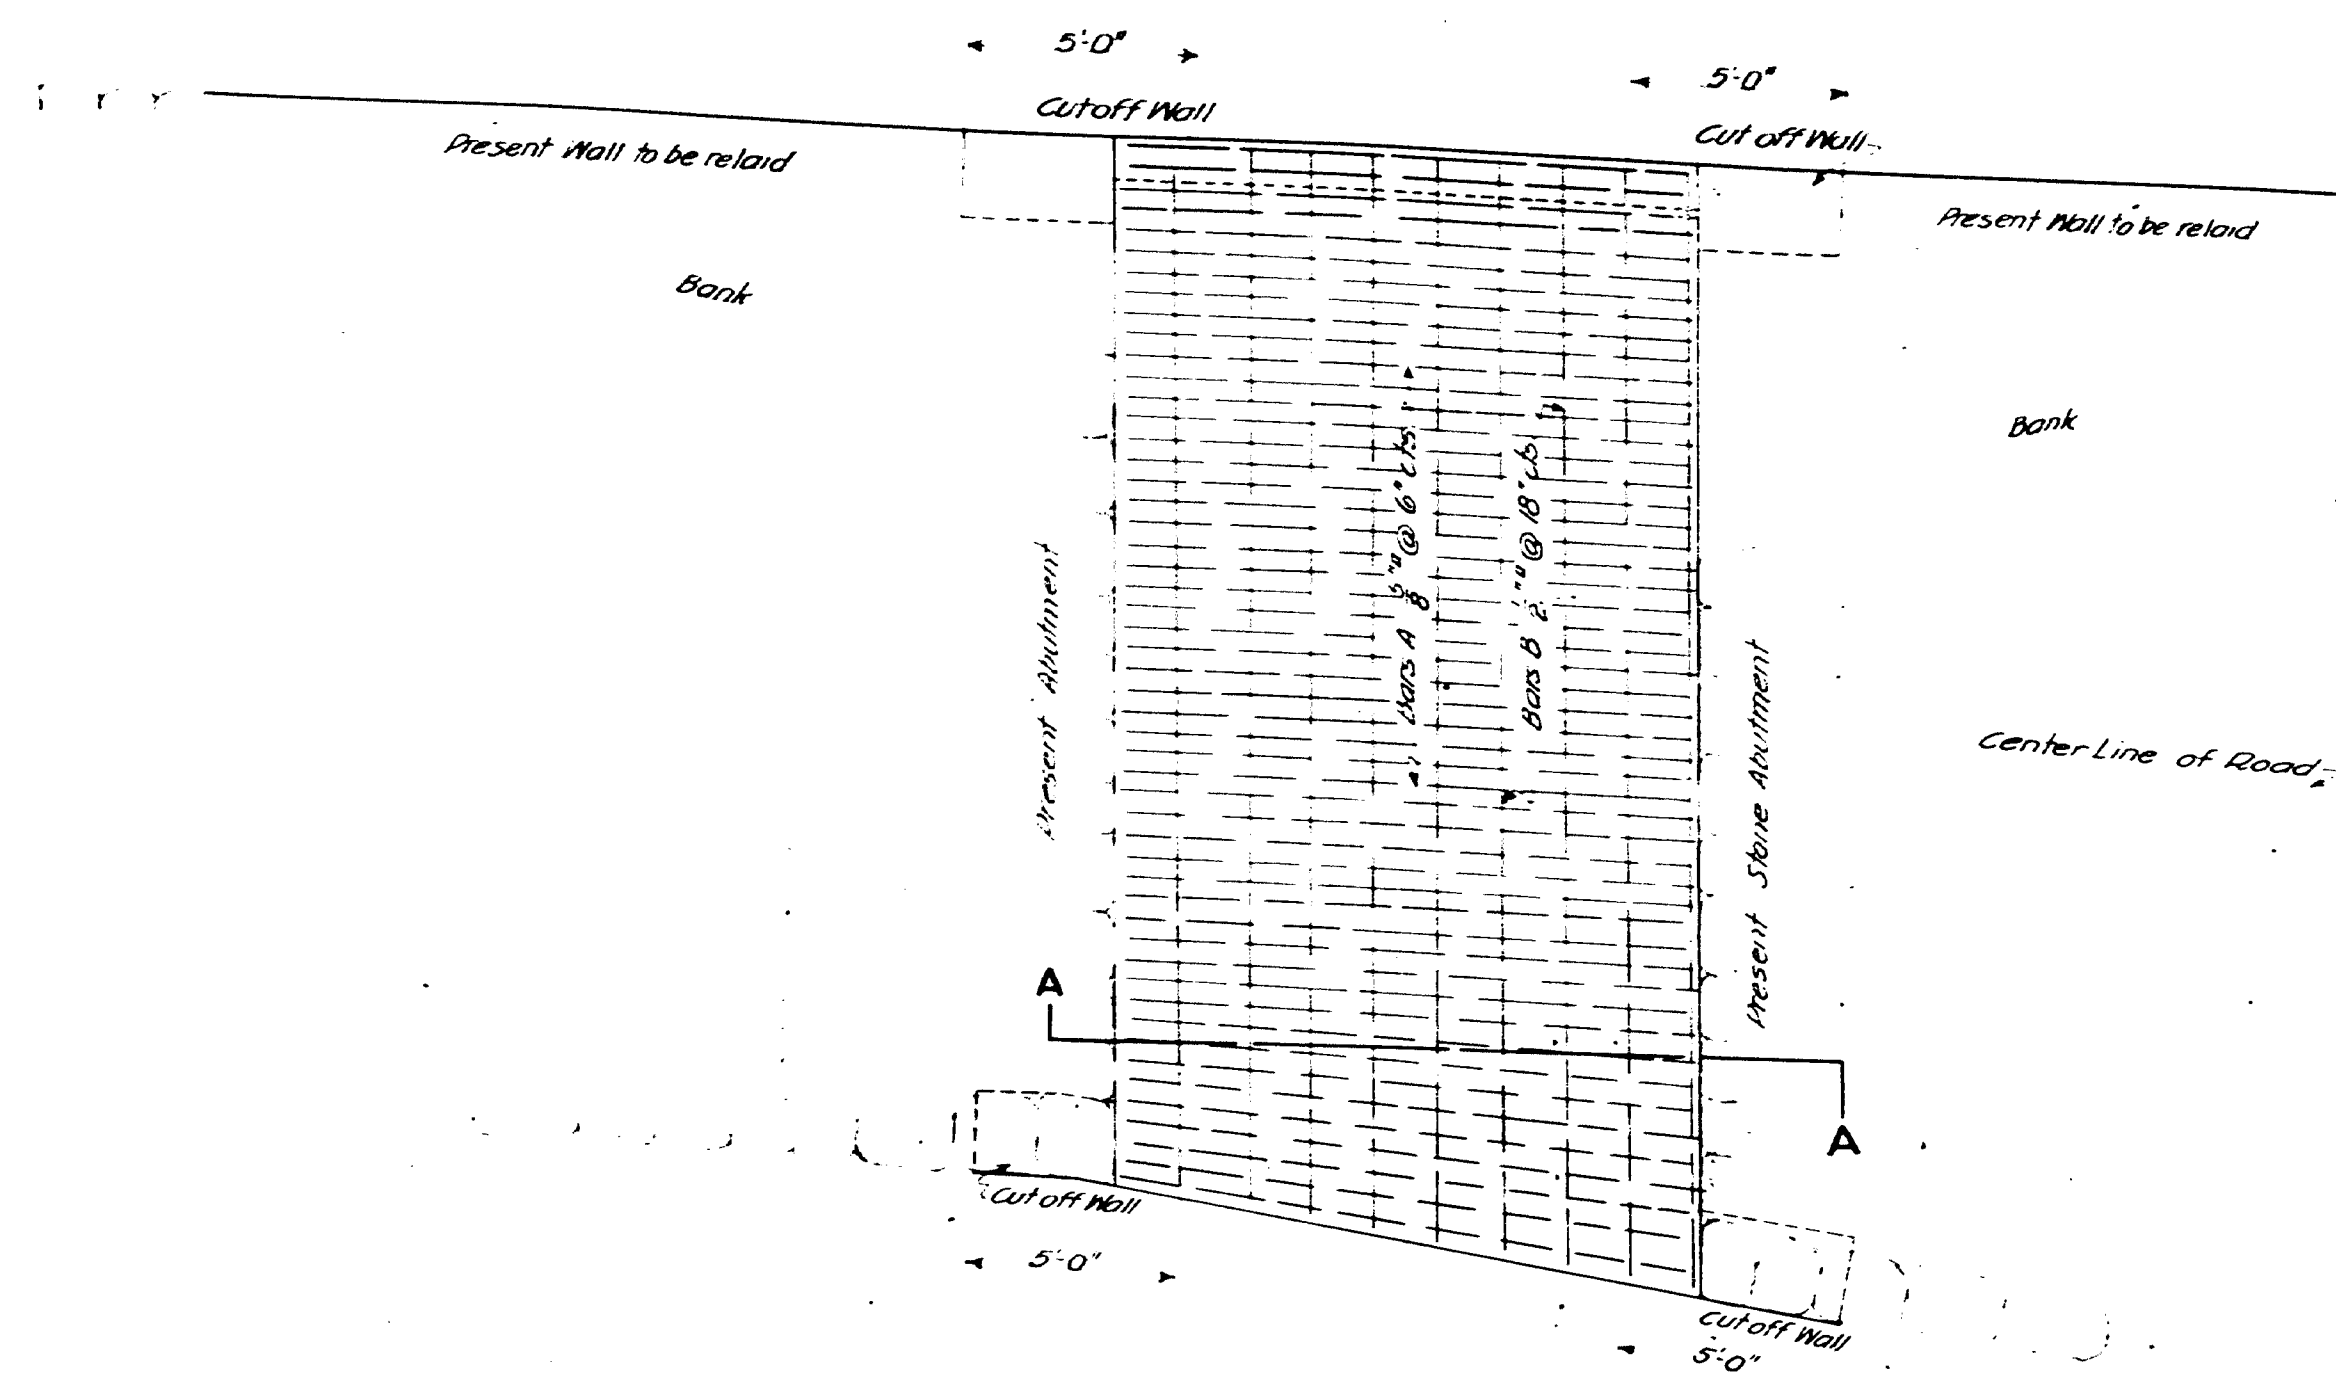 5'-0"
5'-0"
Cutoff Wall
Cut off Wall
Present Wall to be relaid
Present Wall to be relaid
Bank
Bank
Bars A 5/8"□ @ 6" cts.
Bars B 1/2"□ @ 18" cts
Present Abutment
Present Stone Abutment
Center Line of Road
A
A
Cut off Wall
5'-0"
Cut off Wall
5'-0"